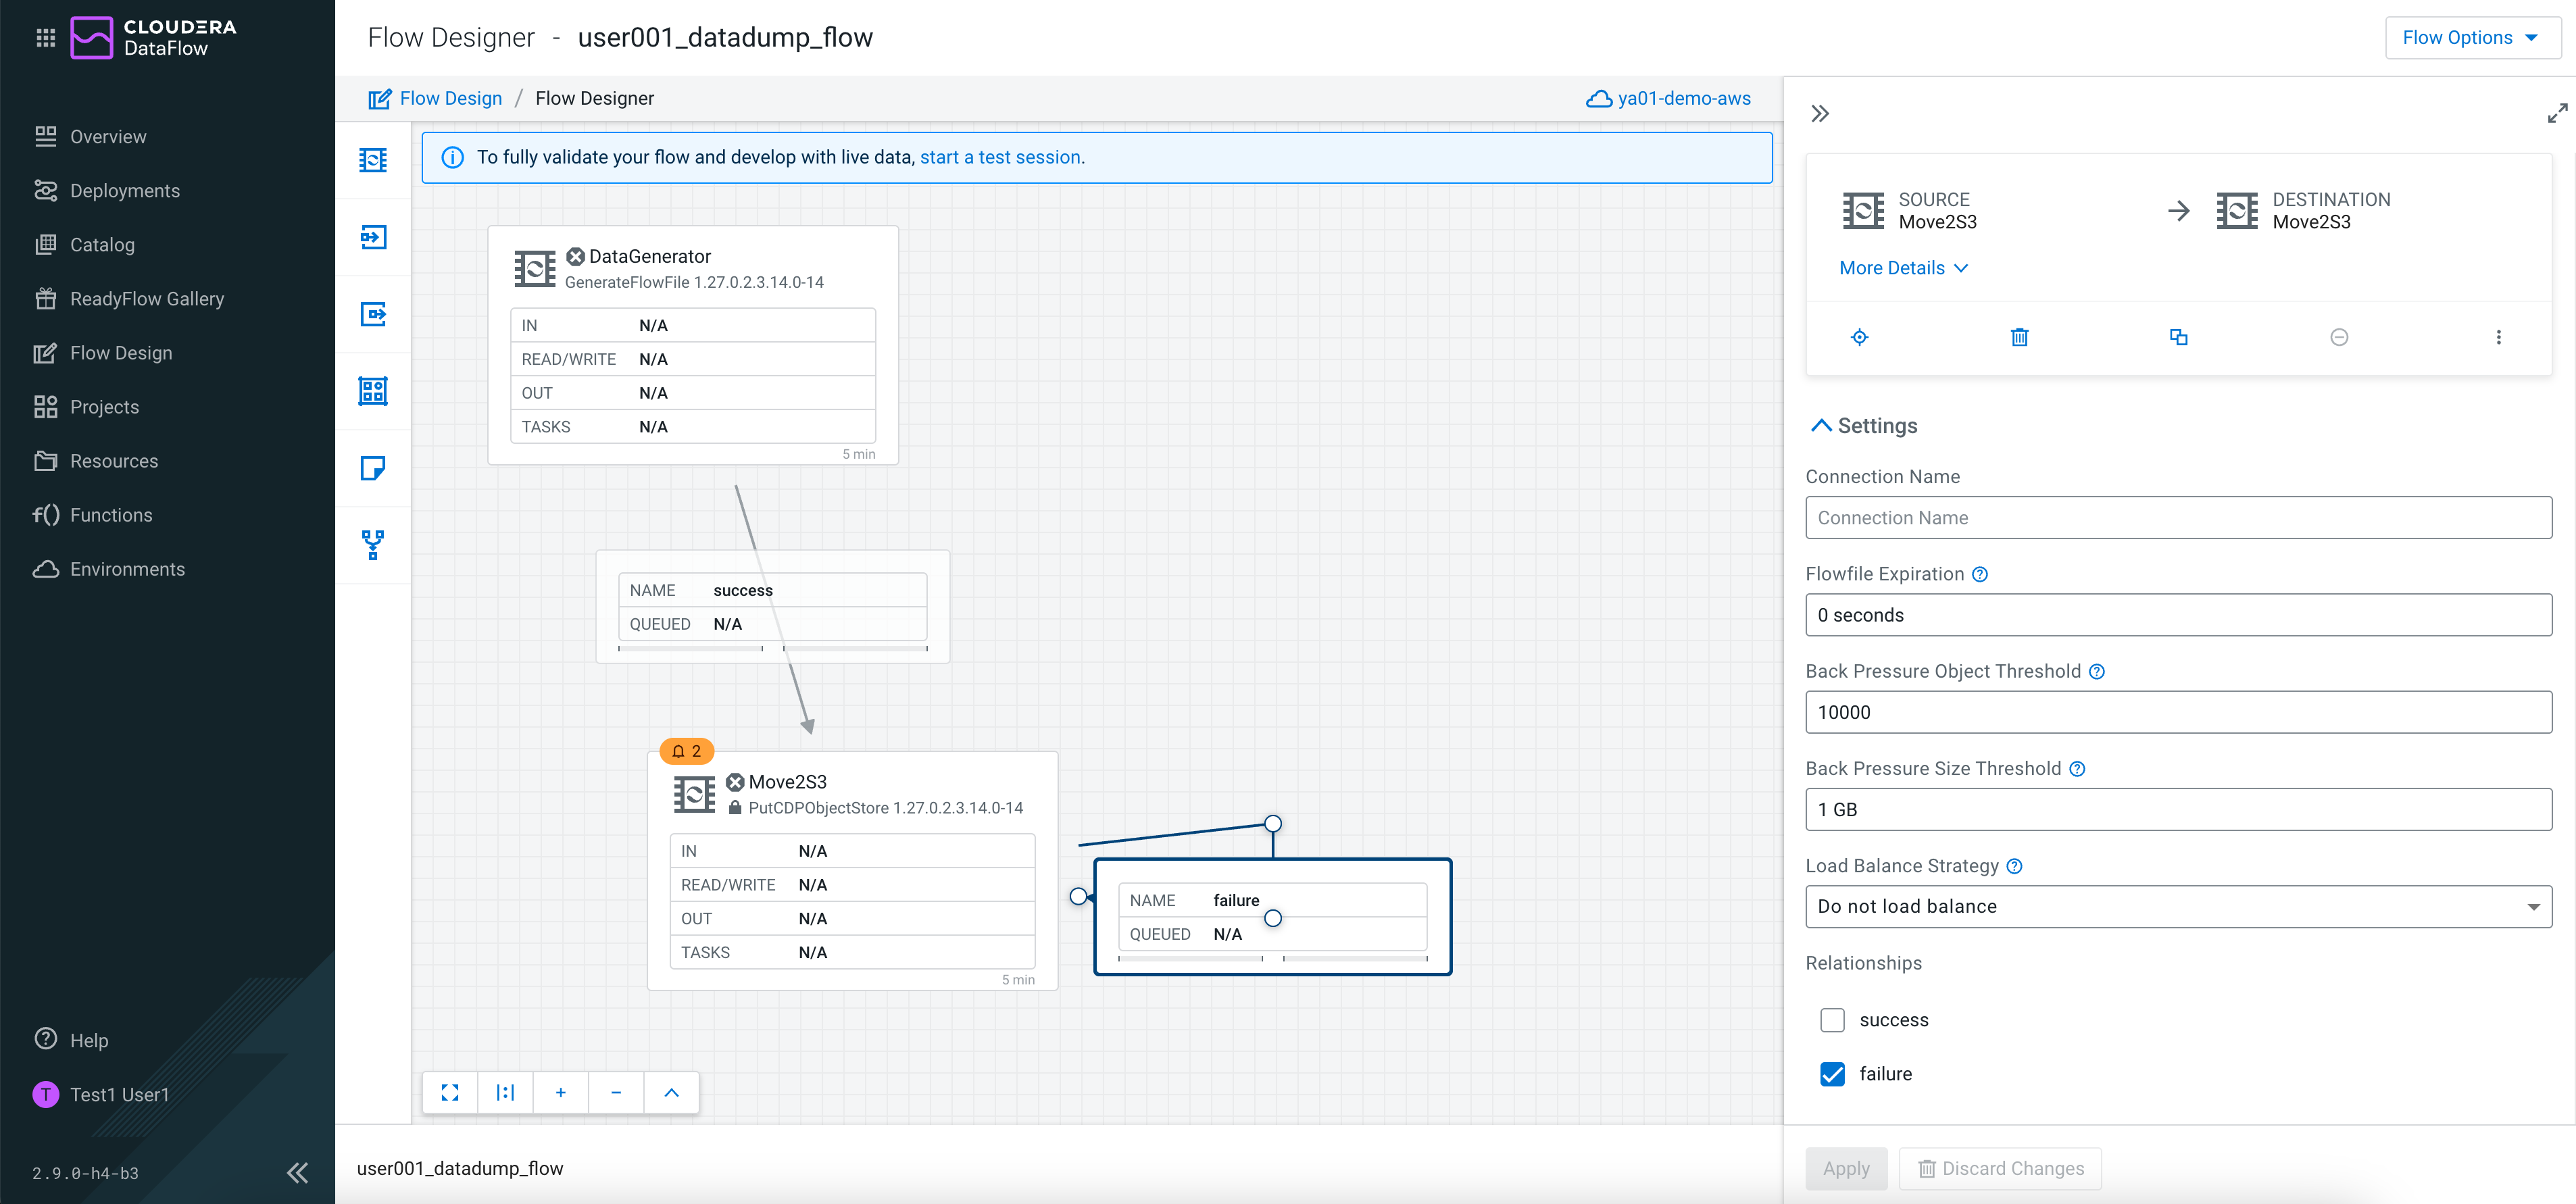 CLOUDERA
DataFlow
Overview
Deployments
Catalog
ReadyFlow Gallery
Flow Design
Projects
Resources
f() Functions
Environments
Help
T Test1 User1
2.9.0-h4-b3
Flow Designer - user001_datadump_flow
Flow Options
Flow Design / Flow Designer
ya01-demo-aws
To fully validate your flow and develop with live data, start a test session.
DataGenerator
GenerateFlowFile 1.27.0.2.3.14.0-14
IN N/A
READ/WRITE N/A
OUT N/A
TASKS N/A
5 min
NAME success
QUEUED N/A
2
Move2S3
PutCDPObjectStore 1.27.0.2.3.14.0-14
IN N/A
READ/WRITE N/A
OUT N/A
TASKS N/A
5 min
NAME failure
QUEUED N/A
user001_datadump_flow
SOURCE
Move2S3
DESTINATION
Move2S3
More Details
Settings
Connection Name
Connection Name
Flowfile Expiration
0 seconds
Back Pressure Object Threshold
10000
Back Pressure Size Threshold
1 GB
Load Balance Strategy
Do not load balance
Relationships
success
failure
Apply
Discard Changes